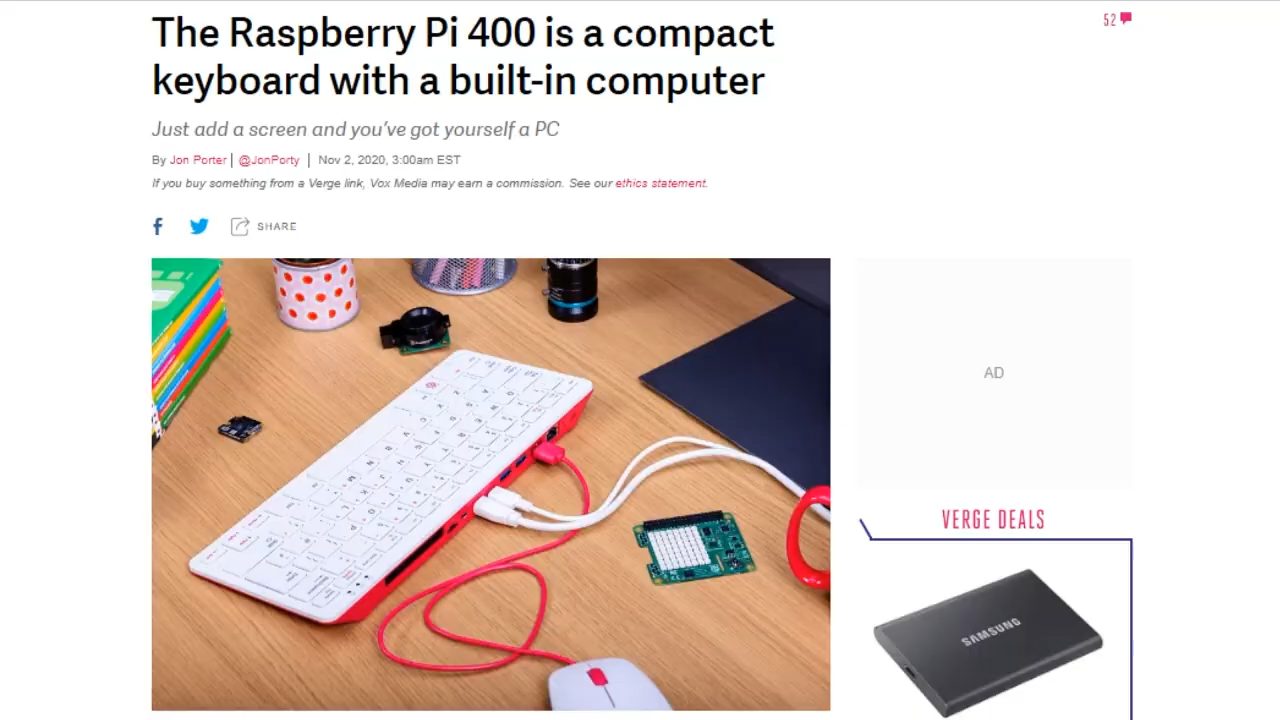 The Raspberry Pi 400 is a compact
keyboard with a built-in computer
52
Just add a screen and you've got yourself a PC
By Jon Porter | @JonPorty | Nov 2, 2020, 3:00am EST
If you buy something from a Verge link, Vox Media may earn a commission. See our ethics statement.
SHARE
AD
VERGE DEALS
SAMSUNG